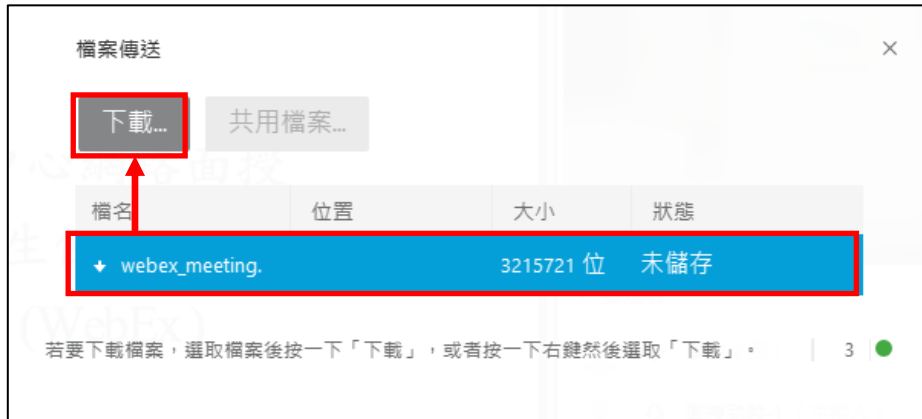 檔案傳送
下載...
共用檔案...
檔名 位置 大小 狀態
webex_meeting. 3215721 位 未儲存
若要下載檔案，選取檔案後按一下「下載」，或者按一下右鍵然後選取「下載」。 3